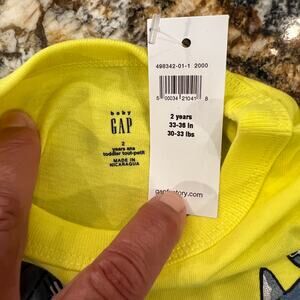 498342-01-1 2000
5 00034 21041 8
2 years
33-36 in
30-33 lbs
gapfactory.com
baby
GAP
2
years ans
toddler tout-petit
MADE IN
NICARAGUA